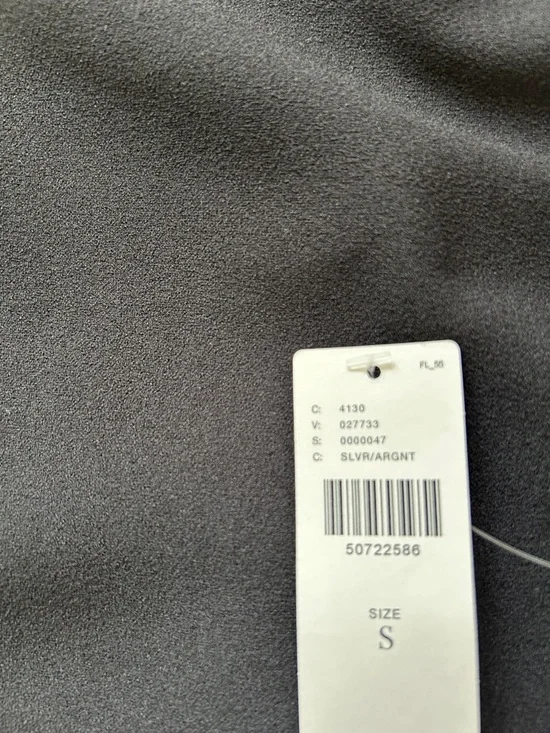 FL_55
C: 4130
V: 027733
S: 0000047
C: SLVR/ARGNT
50722586
SIZE
S